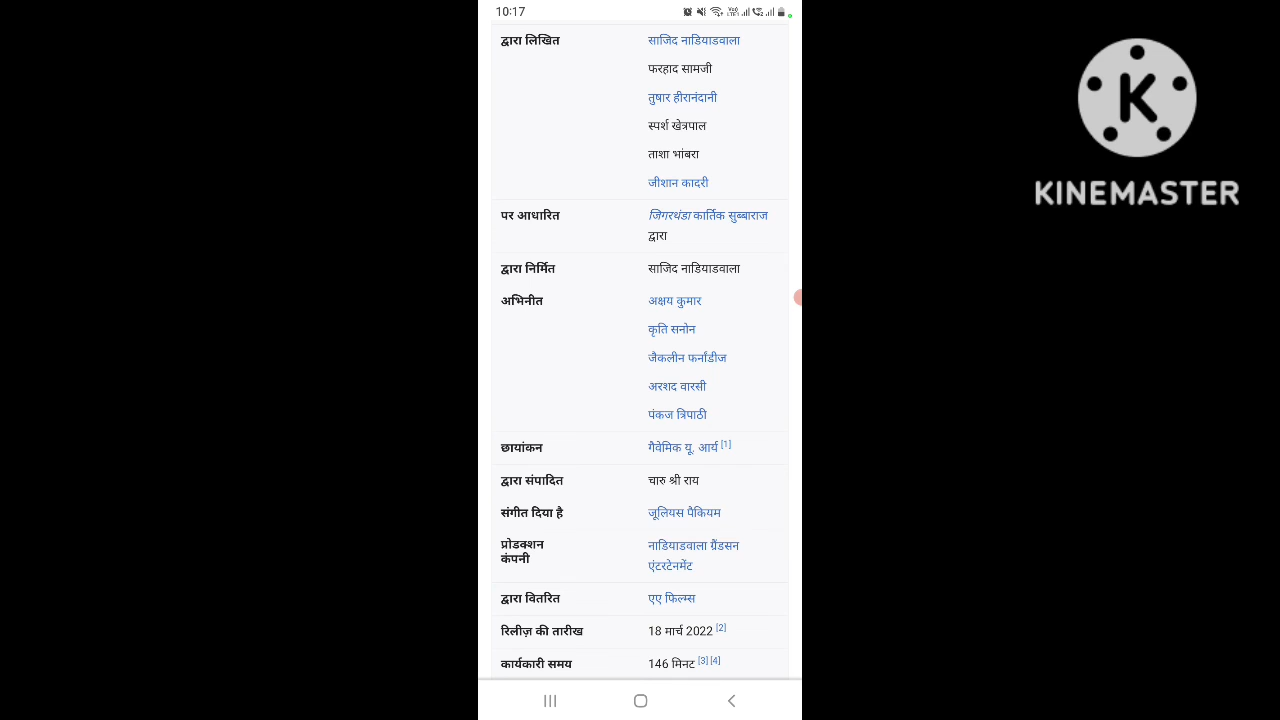 10:17
द्वारा लिखित साजिद नाडियाडवाला
फरहाद सामजी
तुषार हीरानंदानी
स्पर्श खेत्रपाल
ताशा भांबरा
जीशान कादरी
पर आधारित जिगरथंडा कार्तिक सुब्बाराज
द्वारा
द्वारा निर्मित साजिद नाडियाडवाला
अभिनीत अक्षय कुमार
कृति सनोन
जैकलीन फर्नांडीज
अरशद वारसी
पंकज त्रिपाठी
छायांकन गैवेमिक यू. आर्य [1]
द्वारा संपादित चारु श्री राय
संगीत दिया है जूलियस पैकियम
प्रोडक्शन नाडियाडवाला ग्रैंडसन
कंपनी एंटरटेनमेंट
द्वारा वितरित एए फिल्म्स
रिलीज़ की तारीख 18 मार्च 2022 [2]
कार्यकारी समय 146 मिनट [3] [4]
K
KINEMASTER